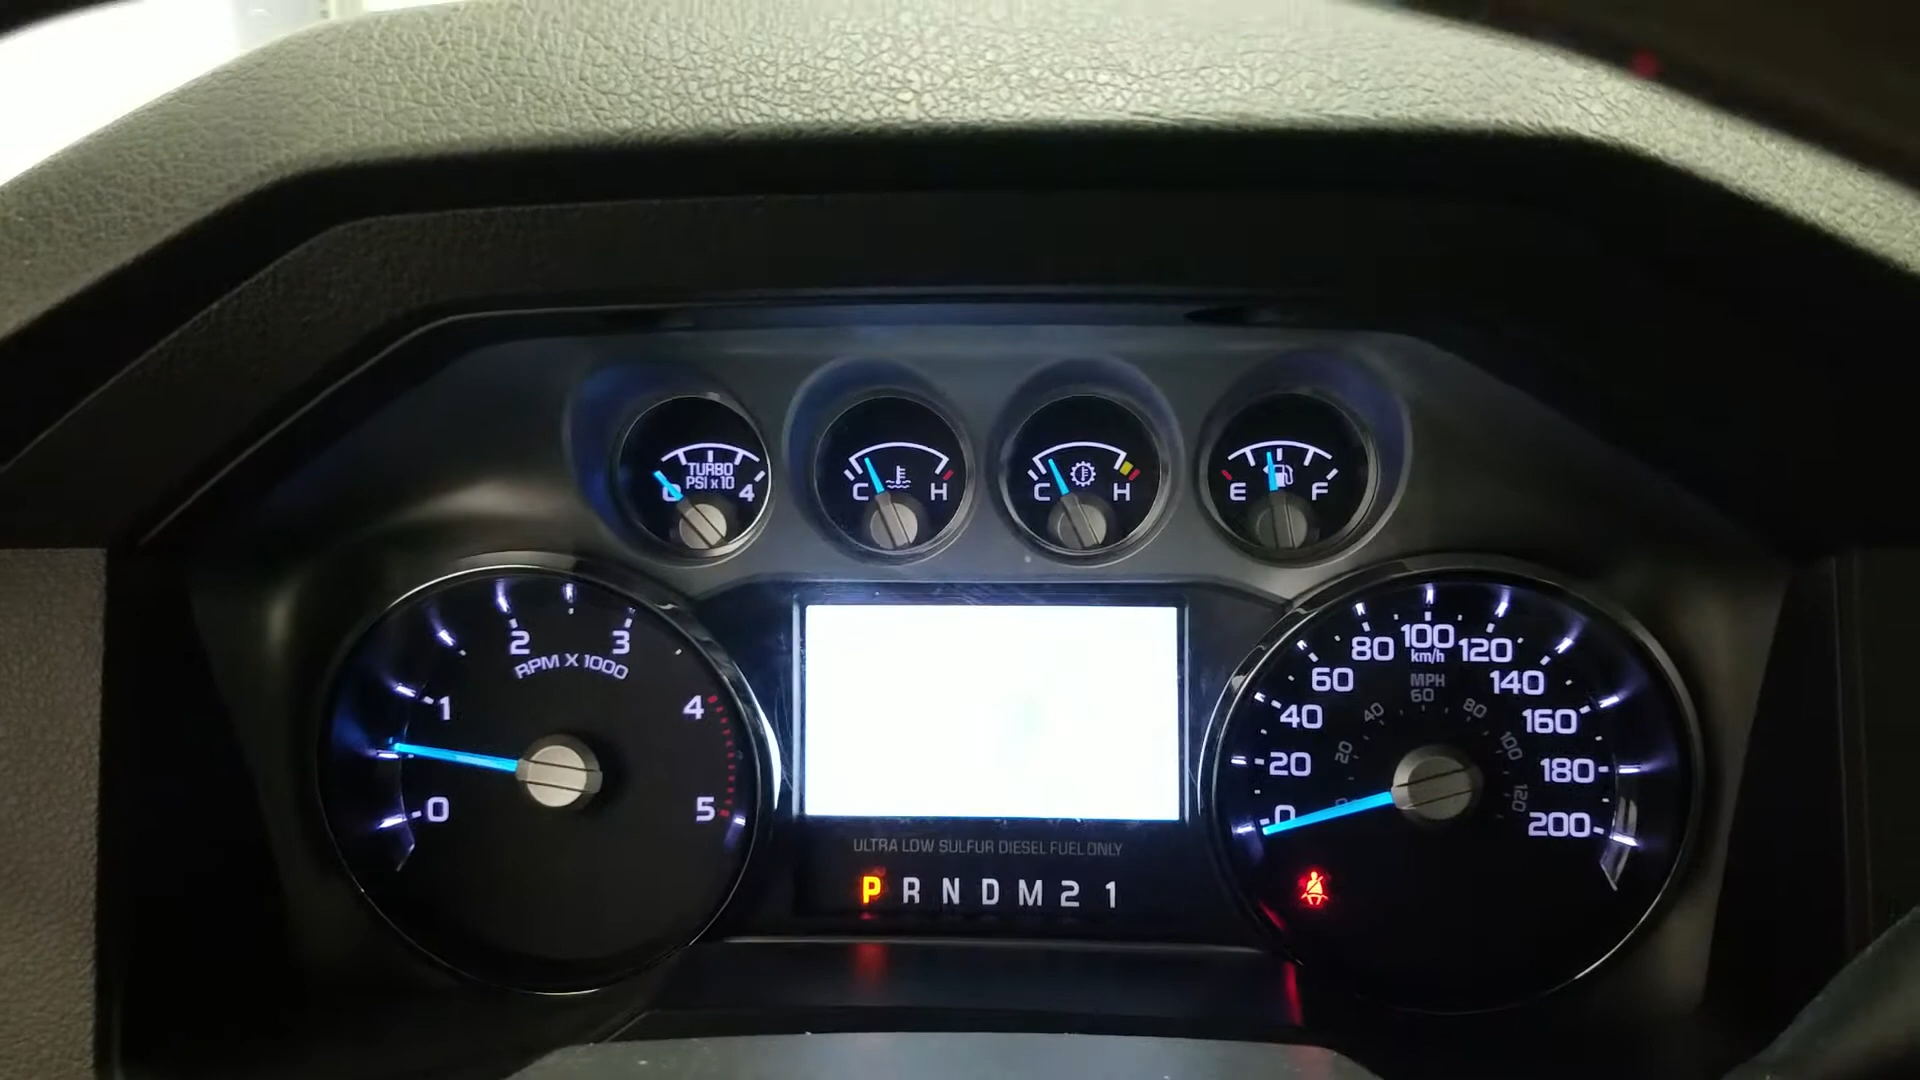 TURBO
PSI x 10
0 4
C H
C H
E F
0 1 2 3 4 5
RPM X 1000
0 20 40 60 80 100 120 140 160 180 200
km/h
MPH
20 40 60 80 100 120
ULTRA LOW SULFUR DIESEL FUEL ONLY
P R N D M 2 1